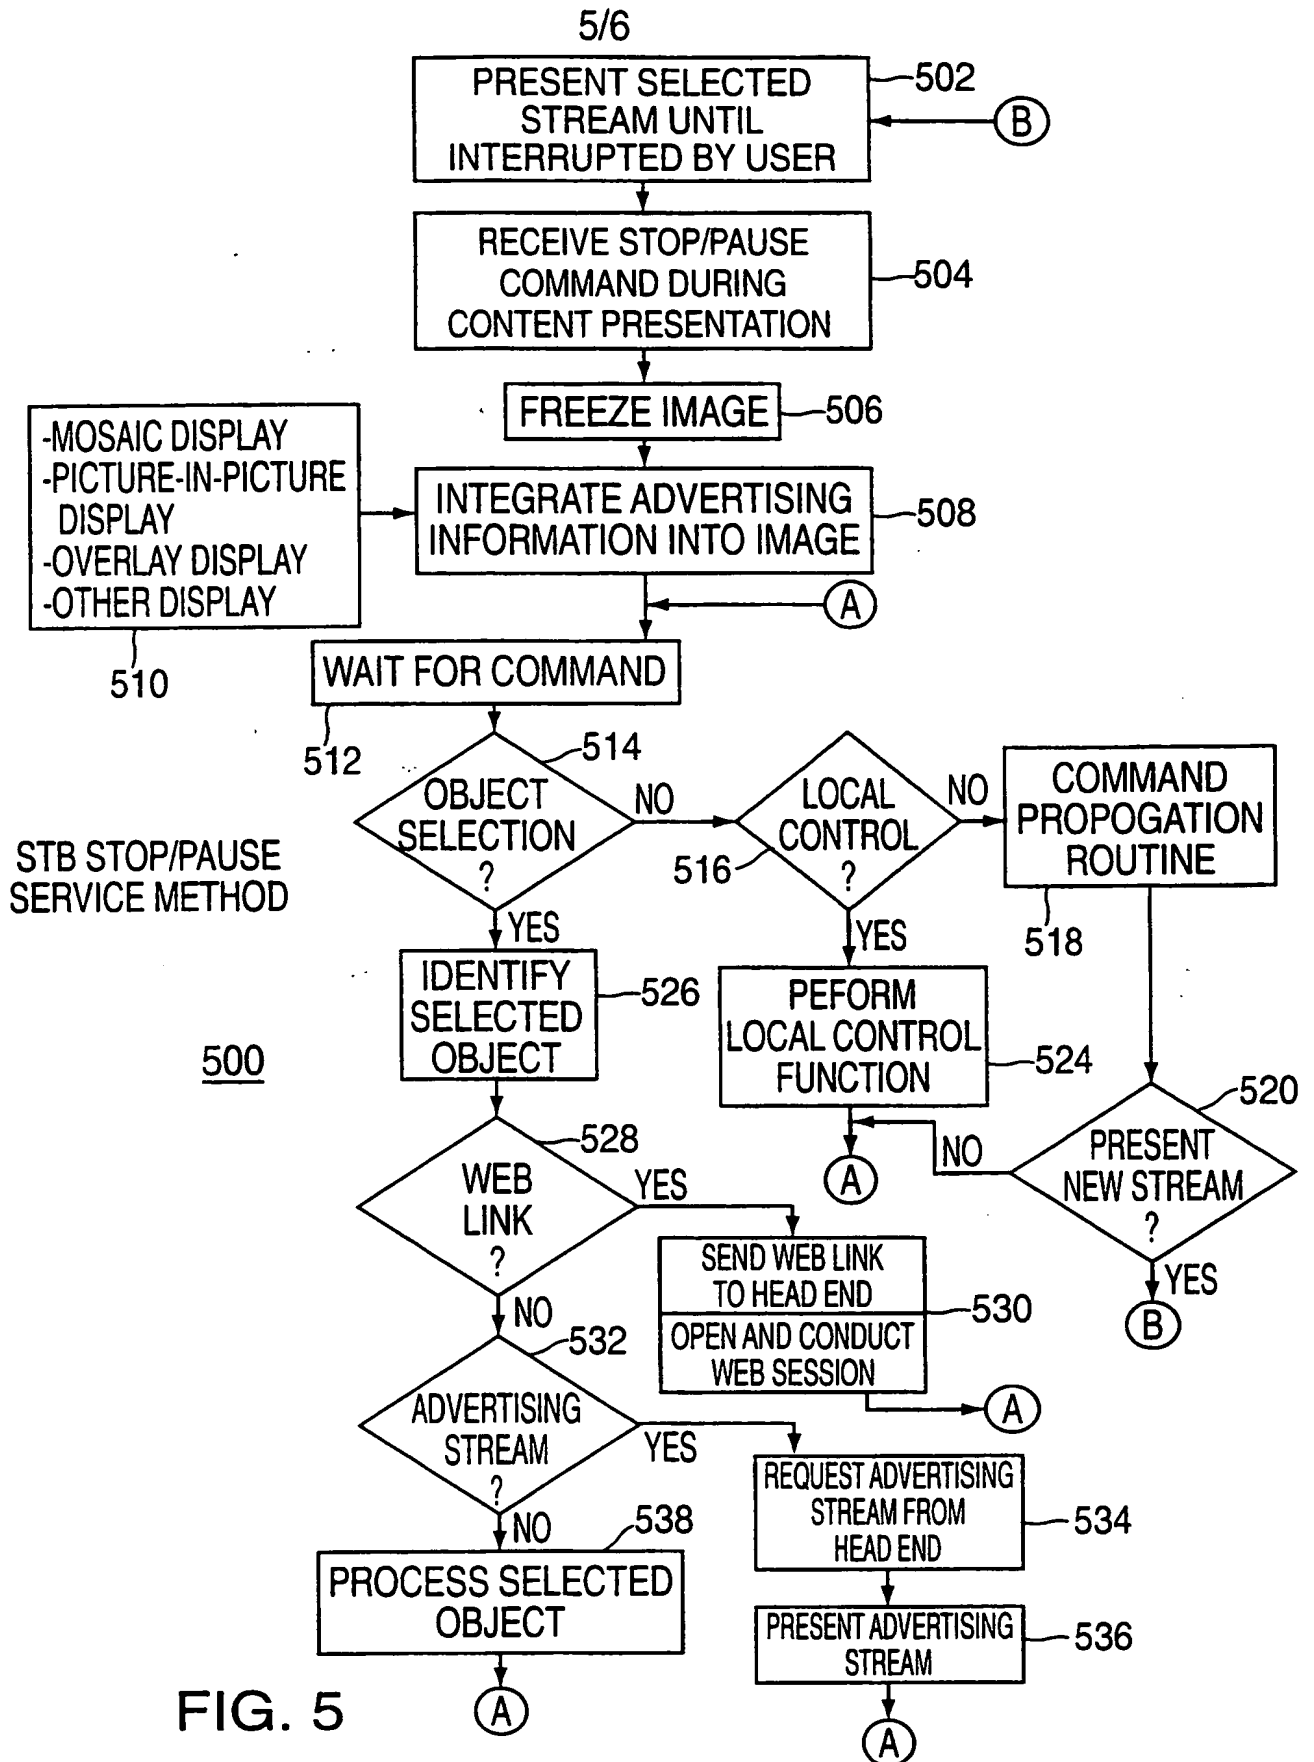 5/6
PRESENT SELECTED
STREAM UNTIL
INTERRUPTED BY USER
502
B
RECEIVE STOP/PAUSE
COMMAND DURING
CONTENT PRESENTATION
504
FREEZE IMAGE
506
-MOSAIC DISPLAY
-PICTURE-IN-PICTURE
DISPLAY
-OVERLAY DISPLAY
-OTHER DISPLAY
510
INTEGRATE ADVERTISING
INFORMATION INTO IMAGE
508
A
WAIT FOR COMMAND
512
OBJECT
SELECTION
?
514
NO
LOCAL
CONTROL
?
516
NO
COMMAND
PROPOGATION
ROUTINE
518
STB STOP/PAUSE
SERVICE METHOD
YES
YES
IDENTIFY
SELECTED
OBJECT
526
PEFORM
LOCAL CONTROL
FUNCTION
524
500
520
PRESENT
NEW STREAM
?
NO
A
YES
B
528
WEB
LINK
?
YES
SEND WEB LINK
TO HEAD END
OPEN AND CONDUCT
WEB SESSION
530
A
NO
532
ADVERTISING
STREAM
?
YES
REQUEST ADVERTISING
STREAM FROM
HEAD END
534
NO
538
PROCESS SELECTED
OBJECT
PRESENT ADVERTISING
STREAM
536
A
A
FIG. 5